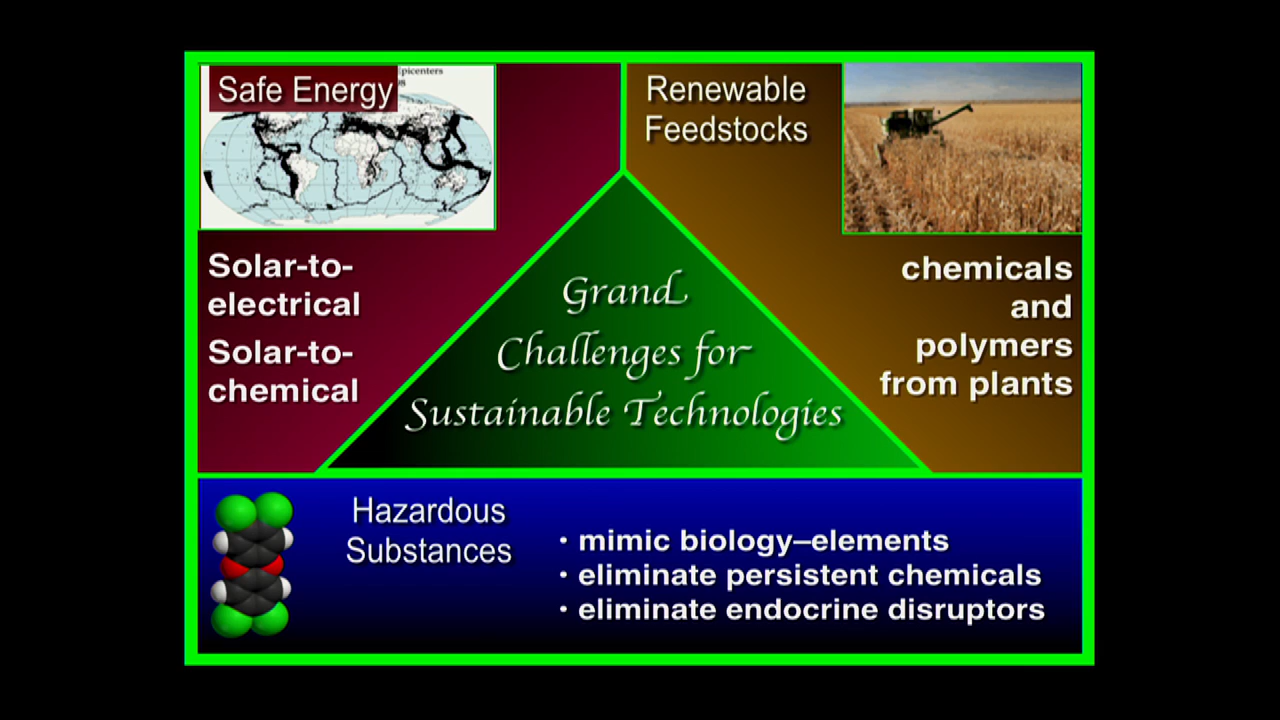 Safe Energy
Epicenters
Solar-to-
electrical
Solar-to-
chemical
Renewable
Feedstocks
chemicals
and
polymers
from plants
Grand
Challenges for
Sustainable Technologies
Hazardous
Substances
· mimic biology–elements
· eliminate persistent chemicals
· eliminate endocrine disruptors